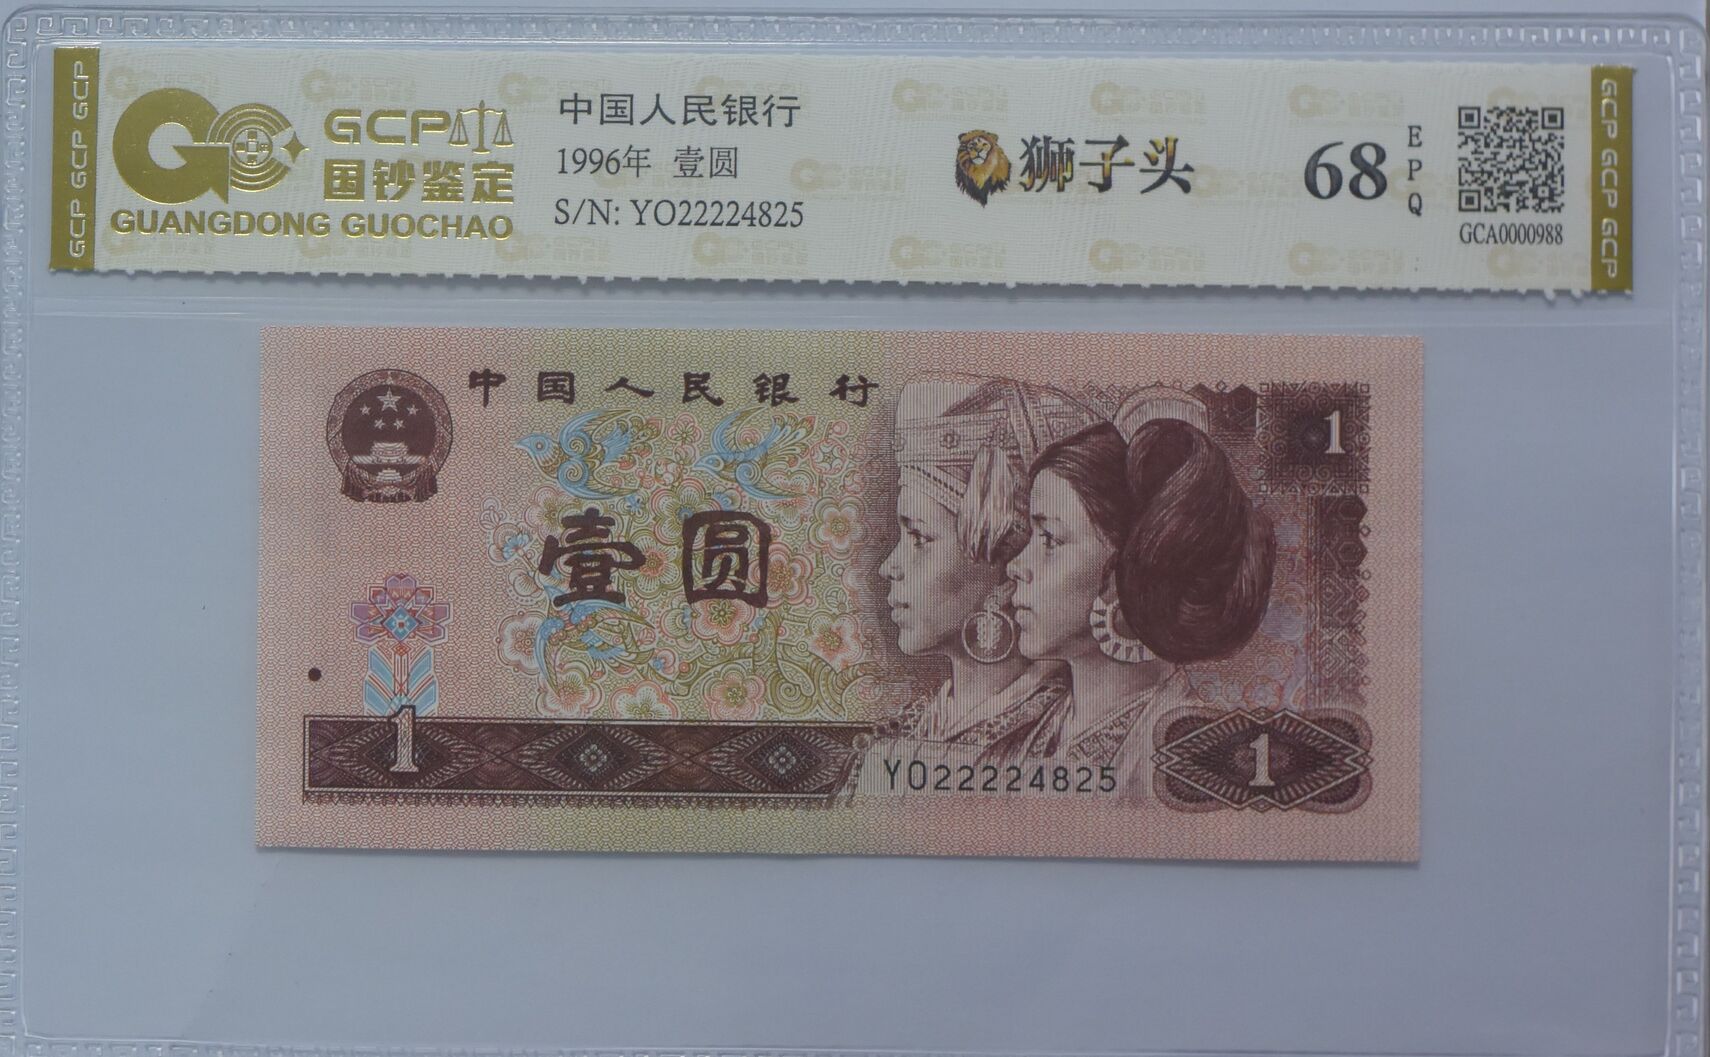 GCP GCP GCP
GCP
国钞鉴定
GUANGDONG GUOCHAO
中国人民银行
1996年 壹圆
S/N: YO22224825
狮子头
68
EPQ
GCA0000988
GCP GCP GCP
中国人民银行
1
壹圆
1
YO22224825
1